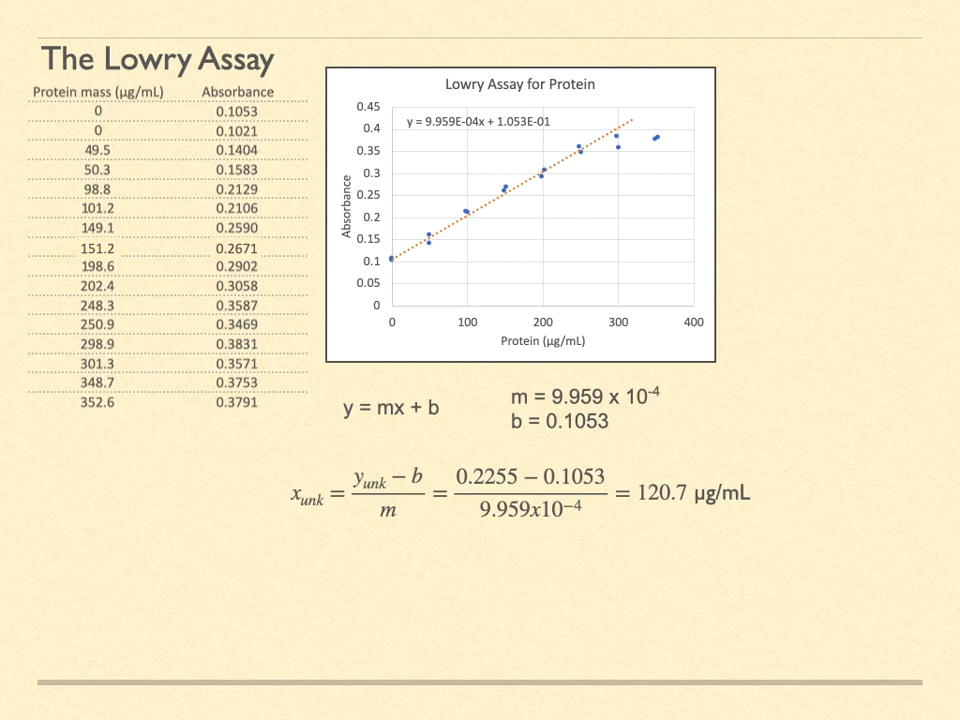 The Lowry Assay
Protein mass (µg/mL) Absorbance
0 0.1053
0 0.1021
49.5 0.1404
50.3 0.1583
98.8 0.2129
101.2 0.2106
149.1 0.2590
151.2 0.2671
198.6 0.2902
202.4 0.3058
248.3 0.3587
250.9 0.3469
298.9 0.3831
301.3 0.3571
348.7 0.3753
352.6 0.3791
Lowry Assay for Protein
y = 9.959E-04x + 1.053E-01
Absorbance
0.45
0.4
0.35
0.3
0.25
0.2
0.15
0.1
0.05
0
0 100 200 300 400
Protein (µg/mL)
y = mx + b
m = 9.959 x 10⁻⁴
b = 0.1053
xunk = (yunk − b) / m = (0.2255 − 0.1053) / 9.959x10⁻⁴ = 120.7 µg/mL